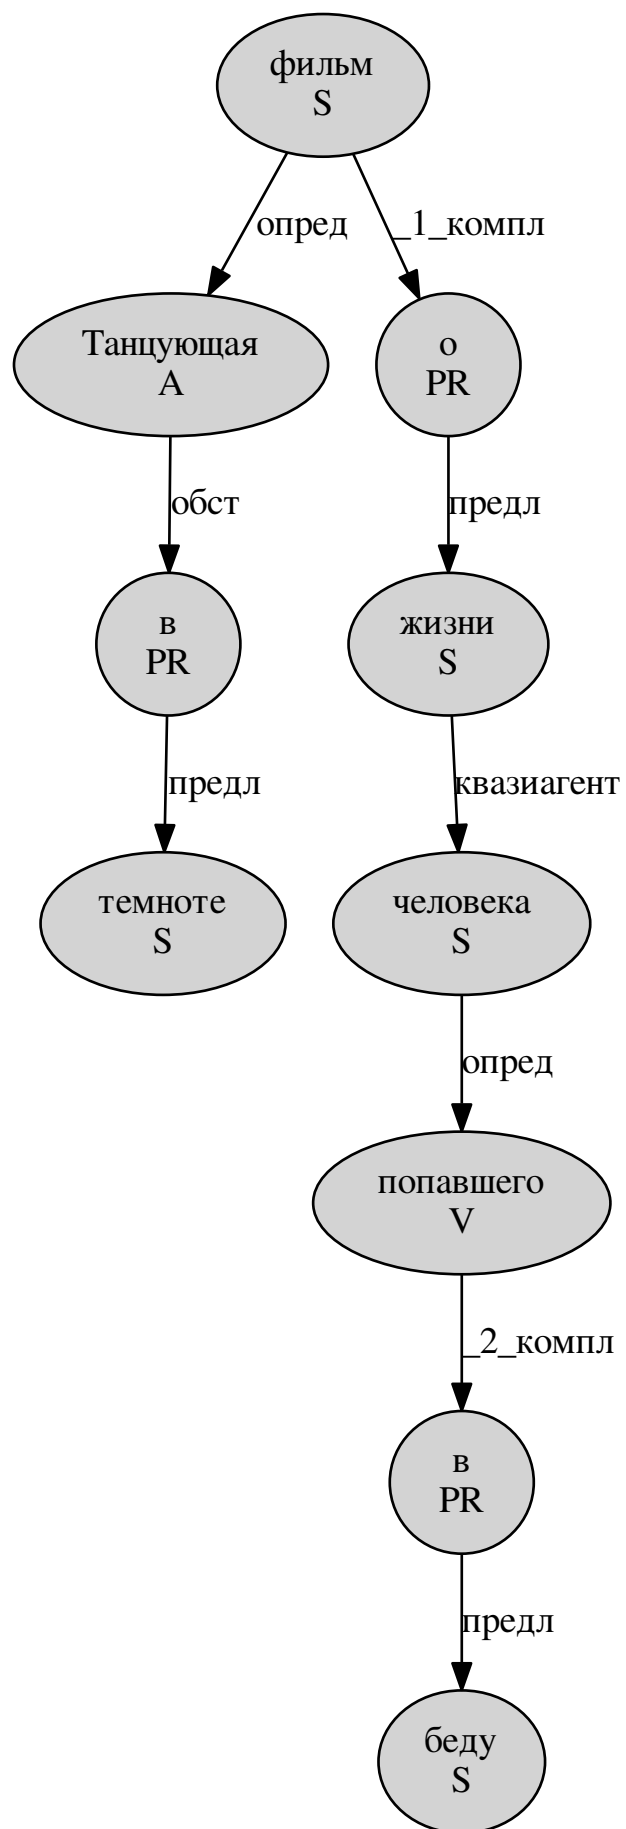 фильм
S
опред
_1_компл
Танцующая
A
о
PR
обст
предл
в
PR
жизни
S
предл
квазиагент
темноте
S
человека
S
опред
попавшего
V
_2_компл
в
PR
предл
беду
S